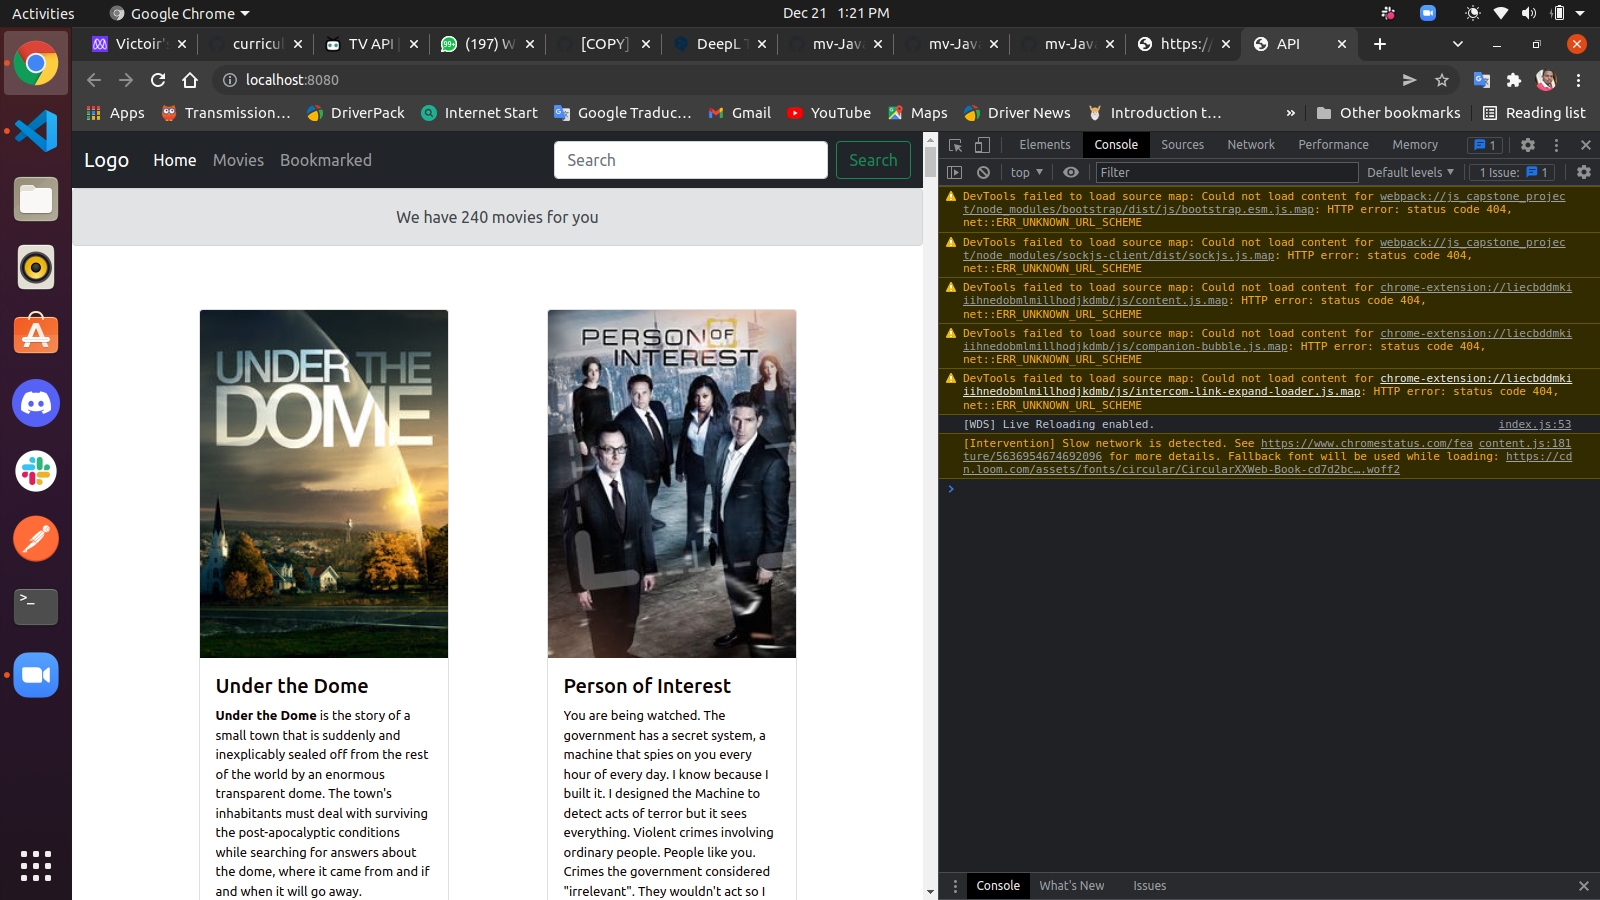 Activities
Google Chrome
Dec 21 1:21 PM
Victoir's
curricul
TV API |
(197) W
[COPY]
DeepL T
mv-Java
mv-Java
mv-Java
https://
API
localhost:8080
Apps
Transmission…
DriverPack
Internet Start
Google Traduc…
Gmail
YouTube
Maps
Driver News
Introduction t…
»
Other bookmarks
Reading list
Logo
Home
Movies
Bookmarked
Search
Search
We have 240 movies for you
UNDER THE
DOME
PERSON OF
INTEREST
Under the Dome
Under the Dome is the story of a
small town that is suddenly and
inexplicably sealed off from the rest
of the world by an enormous
transparent dome. The town's
inhabitants must deal with surviving
the post-apocalyptic conditions
while searching for answers about
the dome, where it came from and if
and when it will go away.
Person of Interest
You are being watched. The
government has a secret system, a
machine that spies on you every
hour of every day. I know because I
built it. I designed the Machine to
detect acts of terror but it sees
everything. Violent crimes involving
ordinary people. People like you.
Crimes the government considered
"irrelevant". They wouldn't act so I
Elements
Console
Sources
Network
Performance
Memory
1
top
Filter
Default levels
1 Issue: 1
DevTools failed to load source map: Could not load content for webpack://js_capstone_projec
t/node_modules/bootstrap/dist/js/bootstrap.esm.js.map: HTTP error: status code 404,
net::ERR_UNKNOWN_URL_SCHEME
DevTools failed to load source map: Could not load content for webpack://js_capstone_projec
t/node_modules/sockjs-client/dist/sockjs.js.map: HTTP error: status code 404,
net::ERR_UNKNOWN_URL_SCHEME
DevTools failed to load source map: Could not load content for chrome-extension://liecbddmki
iihnedobmlmillhodjkdmb/js/content.js.map: HTTP error: status code 404,
net::ERR_UNKNOWN_URL_SCHEME
DevTools failed to load source map: Could not load content for chrome-extension://liecbddmki
iihnedobmlmillhodjkdmb/js/companion-bubble.js.map: HTTP error: status code 404,
net::ERR_UNKNOWN_URL_SCHEME
DevTools failed to load source map: Could not load content for chrome-extension://liecbddmki
iihnedobmlmillhodjkdmb/js/intercom-link-expand-loader.js.map: HTTP error: status code 404,
net::ERR_UNKNOWN_URL_SCHEME
[WDS] Live Reloading enabled. index.js:53
[Intervention] Slow network is detected. See https://www.chromestatus.com/fea content.js:181
ture/5636954674692096 for more details. Fallback font will be used while loading: https://cd
n.loom.com/assets/fonts/circular/CircularXXWeb-Book-cd7d2bc….woff2
Console
What's New
Issues